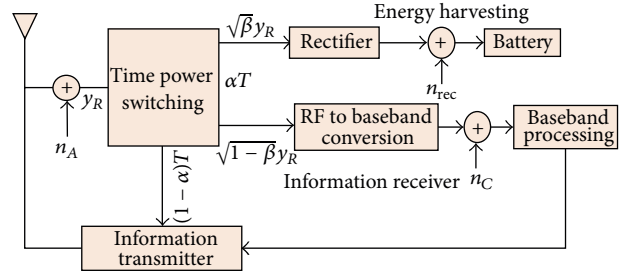 Energy harvesting
√β y_R
Rectifier
+
Battery
n_rec
Time power
switching
αT
+
y_R
n_A
RF to baseband
conversion
+
Baseband
processing
√1 − β y_R
Information receiver
n_C
(1 − α)T
Information
transmitter